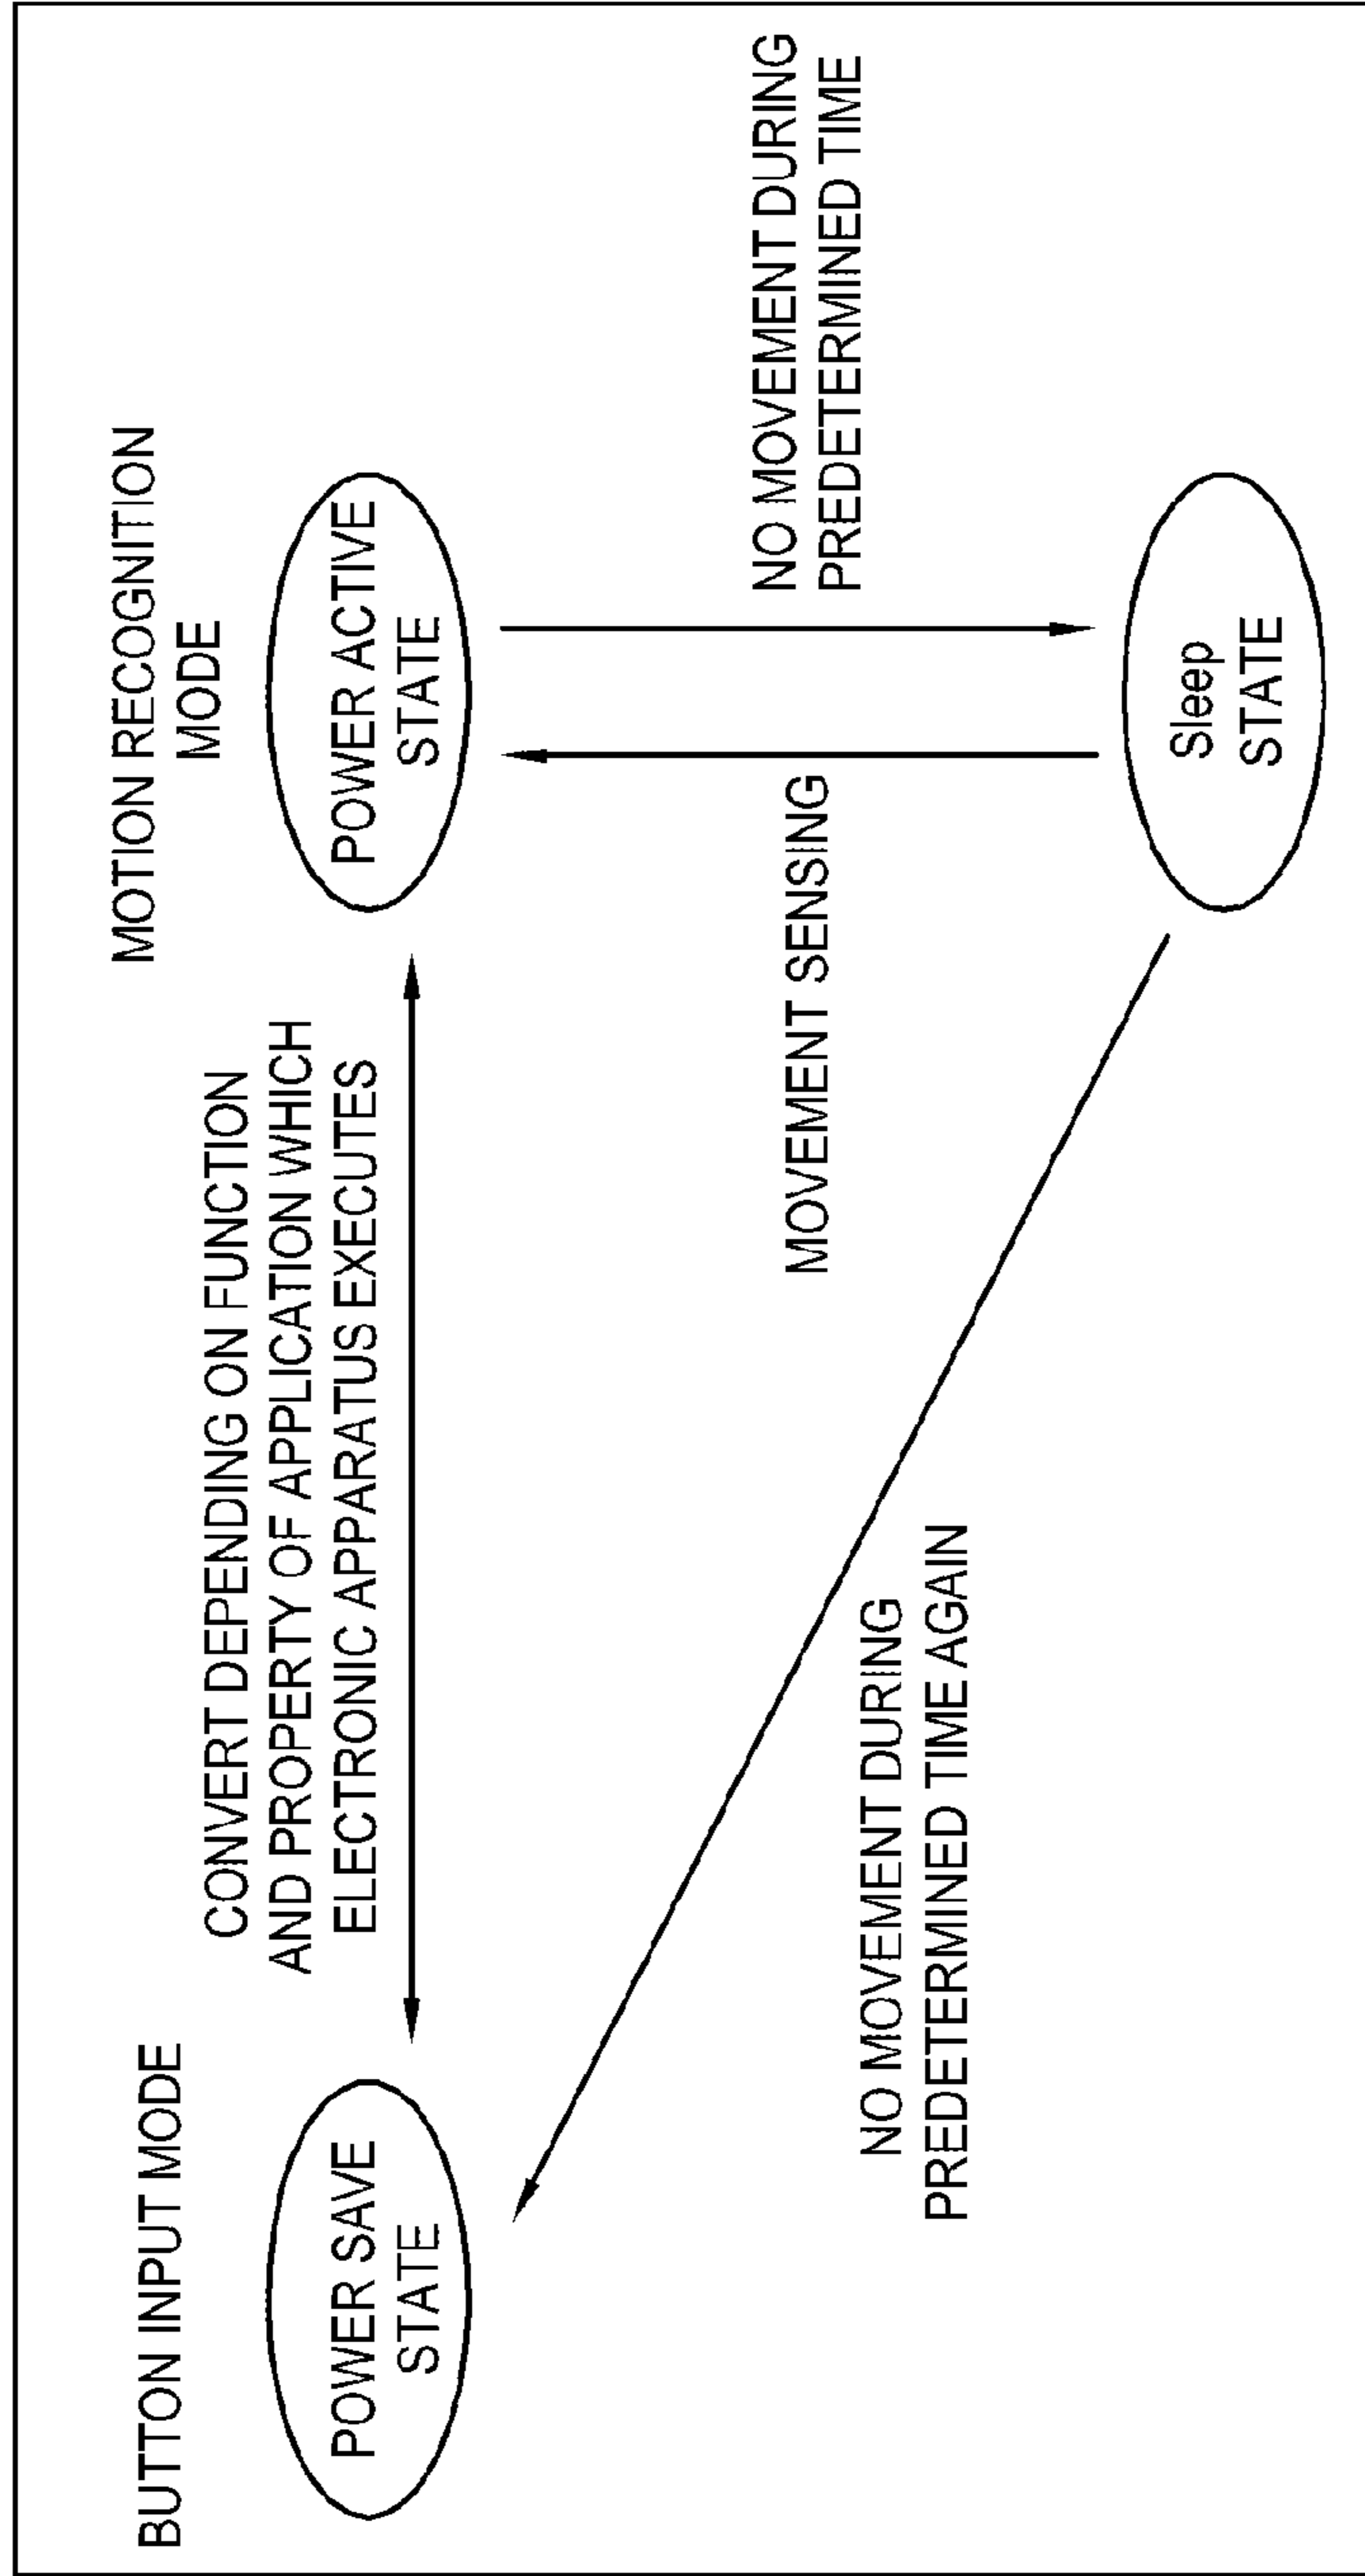 BUTTON INPUT MODE
POWER SAVE
STATE
CONVERT DEPENDING ON FUNCTION
AND PROPERTY OF APPLICATION WHICH
ELECTRONIC APPARATUS EXECUTES
MOTION RECOGNITION
MODE
POWER ACTIVE
STATE
NO MOVEMENT DURING
PREDETERMINED TIME AGAIN
MOVEMENT SENSING
NO MOVEMENT DURING
PREDETERMINED TIME
Sleep
STATE